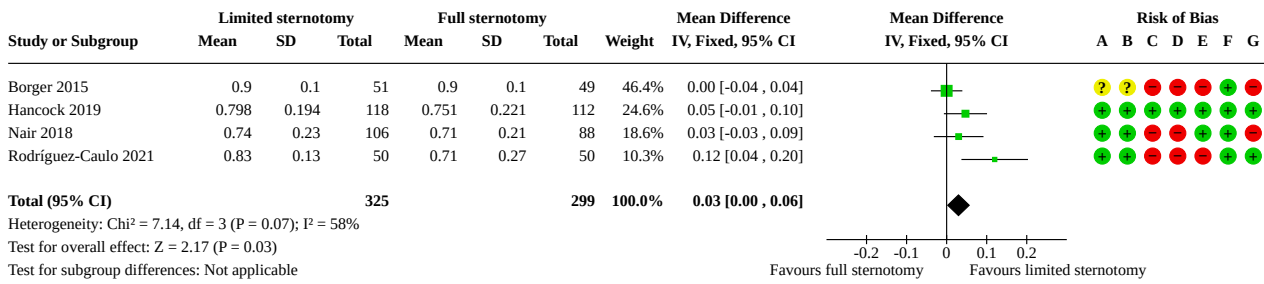 Limited sternotomy Full sternotomy Mean Difference Mean Difference Risk of Bias
Study or Subgroup Mean SD Total Mean SD Total Weight IV, Fixed, 95% CI IV, Fixed, 95% CI A B C D E F G
Borger 2015 0.9 0.1 51 0.9 0.1 49 46.4% 0.00 [-0.04 , 0.04] ? ? − − − + −
Hancock 2019 0.798 0.194 118 0.751 0.221 112 24.6% 0.05 [-0.01 , 0.10] + + + + + + +
Nair 2018 0.74 0.23 106 0.71 0.21 88 18.6% 0.03 [-0.03 , 0.09] + + − − + + −
Rodríguez-Caulo 2021 0.83 0.13 50 0.71 0.27 50 10.3% 0.12 [0.04 , 0.20] + + − − − + +
Total (95% CI) 325 299 100.0% 0.03 [0.00 , 0.06]
Heterogeneity: Chi² = 7.14, df = 3 (P = 0.07); I² = 58%
Test for overall effect: Z = 2.17 (P = 0.03)
Test for subgroup differences: Not applicable
-0.2 -0.1 0 0.1 0.2
Favours full sternotomy Favours limited sternotomy